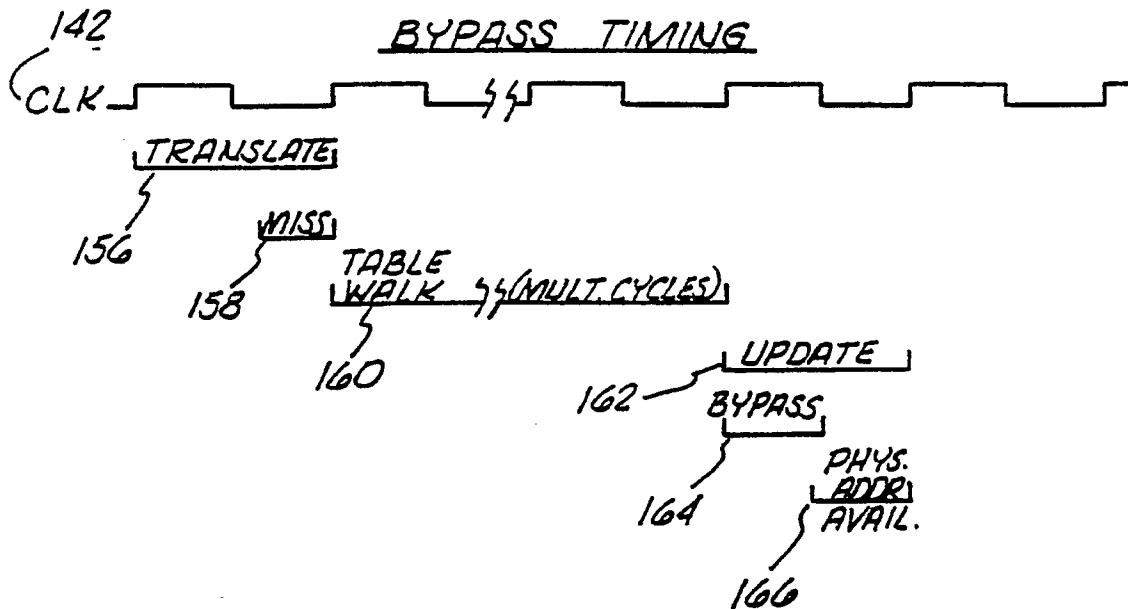 142
BYPASS TIMING
CLK
TRANSLATE
156
MISS
158
TABLE
WALK (MULT. CYCLES)
160
UPDATE
162
BYPASS
164
PHYS.
ADDR
AVAIL.
166